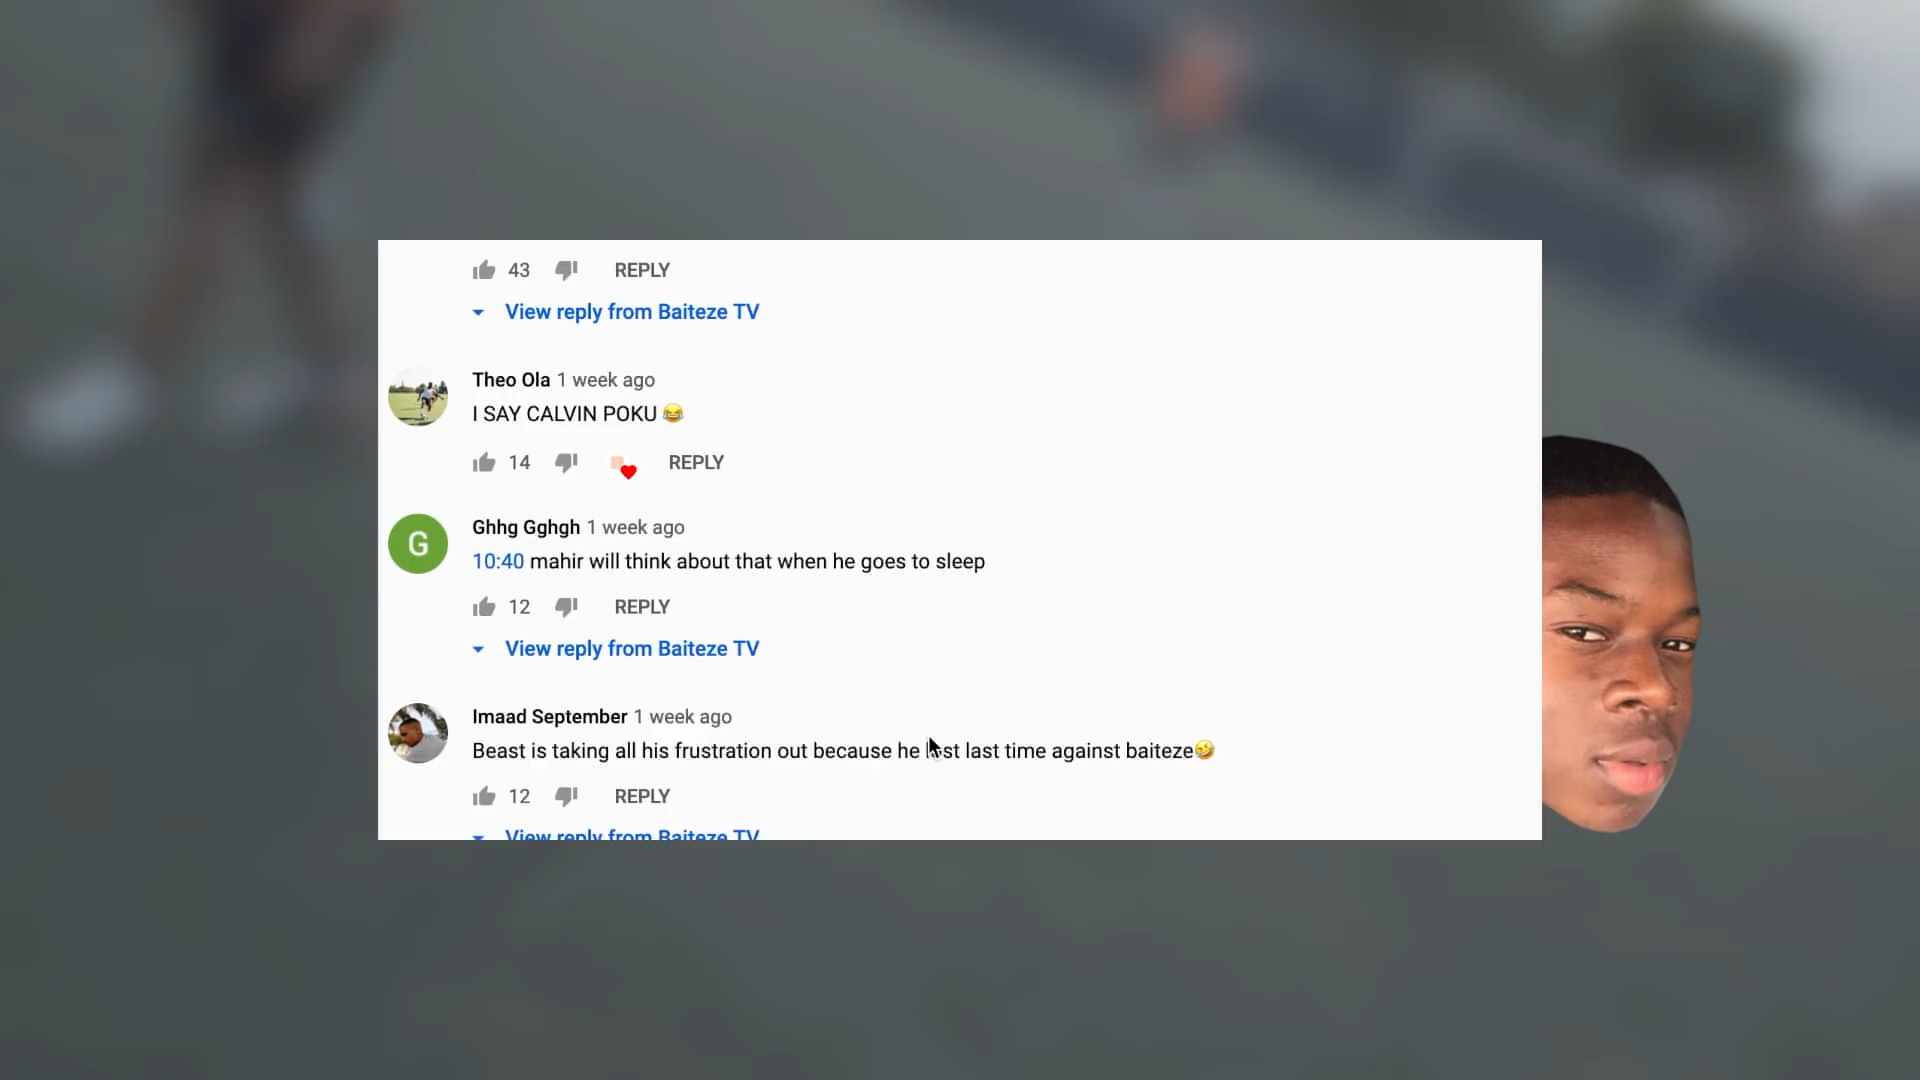 43 REPLY
View reply from Baiteze TV
Theo Ola 1 week ago
I SAY CALVIN POKU 😂
14 REPLY
G
Ghhg Gghgh 1 week ago
10:40 mahir will think about that when he goes to sleep
12 REPLY
View reply from Baiteze TV
Imaad September 1 week ago
Beast is taking all his frustration out because he lost last time against baiteze🤣
12 REPLY
View reply from Baiteze TV